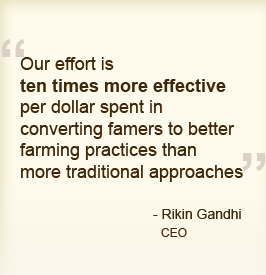 “
Our effort is
ten times more effective
per dollar spent in
converting famers to better
farming practices than
more traditional approaches
”
- Rikin Gandhi
CEO